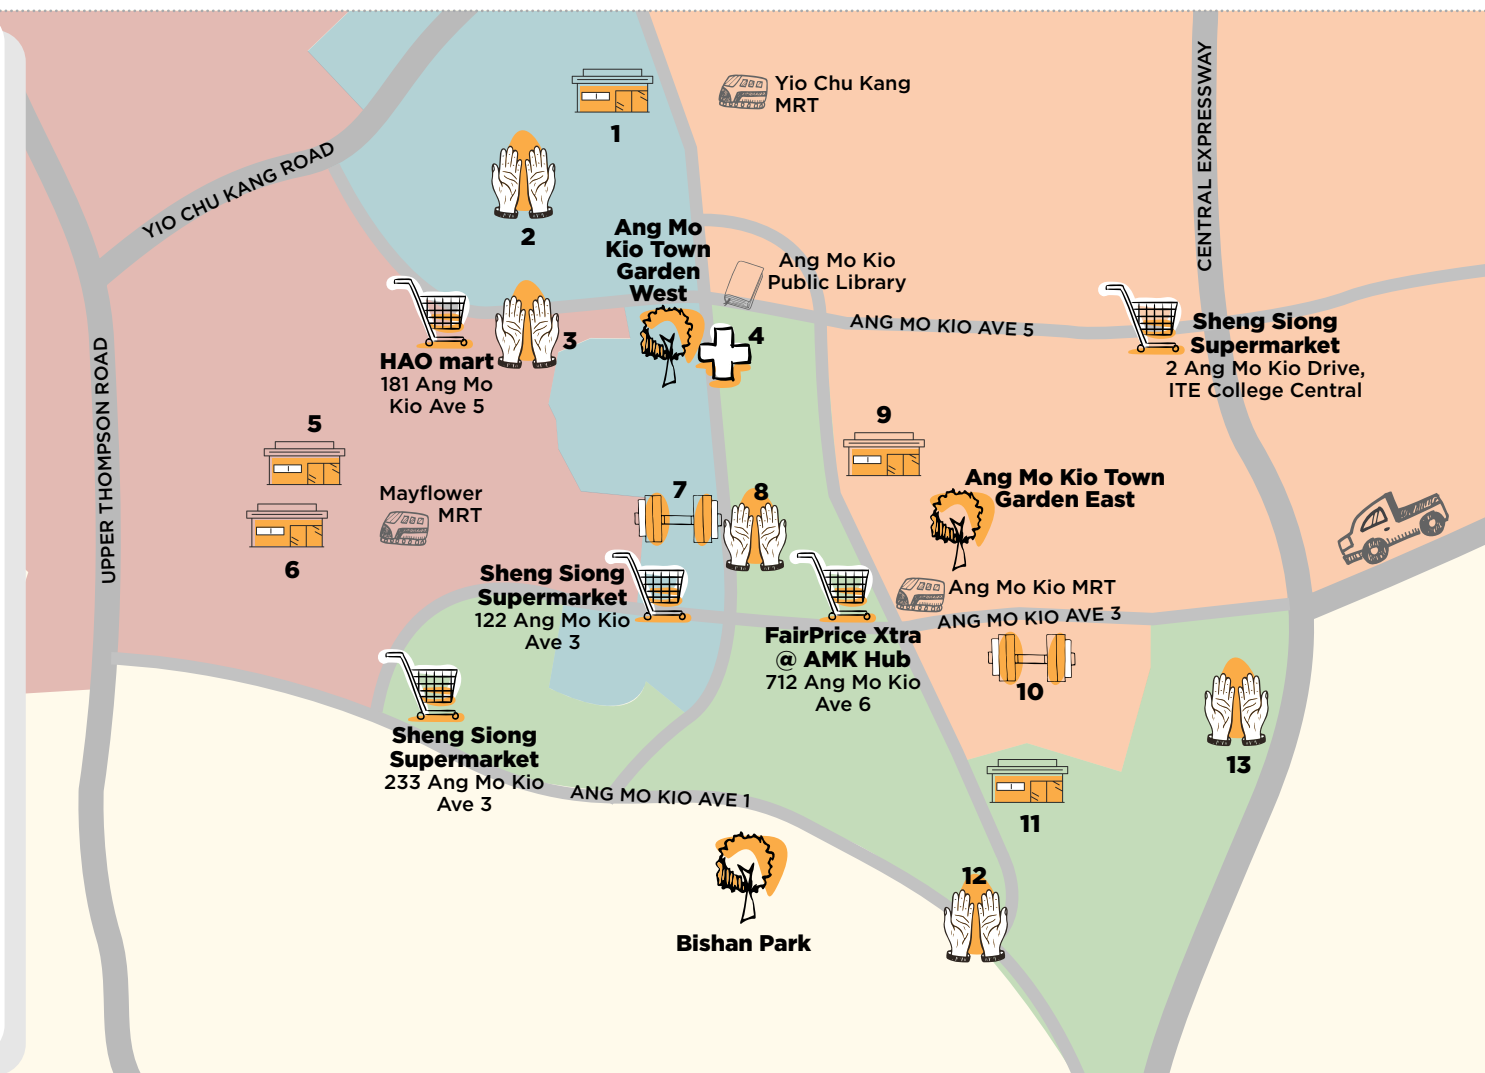 Yio Chu Kang
MRT
1
CENTRAL EXPRESSWAY
YIO CHU KANG ROAD
2
Ang Mo
Kio Town
Garden
West
Ang Mo Kio
Public Library
ANG MO KIO AVE 5
3
4
HAO mart
181 Ang Mo
Kio Ave 5
Sheng Siong
Supermarket
2 Ang Mo Kio Drive,
ITE College Central
UPPER THOMPSON ROAD
5
9
Mayflower
MRT
7
8
Ang Mo Kio Town
Garden East
6
Sheng Siong
Supermarket
122 Ang Mo Kio
Ave 3
Ang Mo Kio MRT
ANG MO KIO AVE 3
FairPrice Xtra
@ AMK Hub
712 Ang Mo Kio
Ave 6
10
Sheng Siong
Supermarket
233 Ang Mo Kio
Ave 3
13
ANG MO KIO AVE 1
11
12
Bishan Park